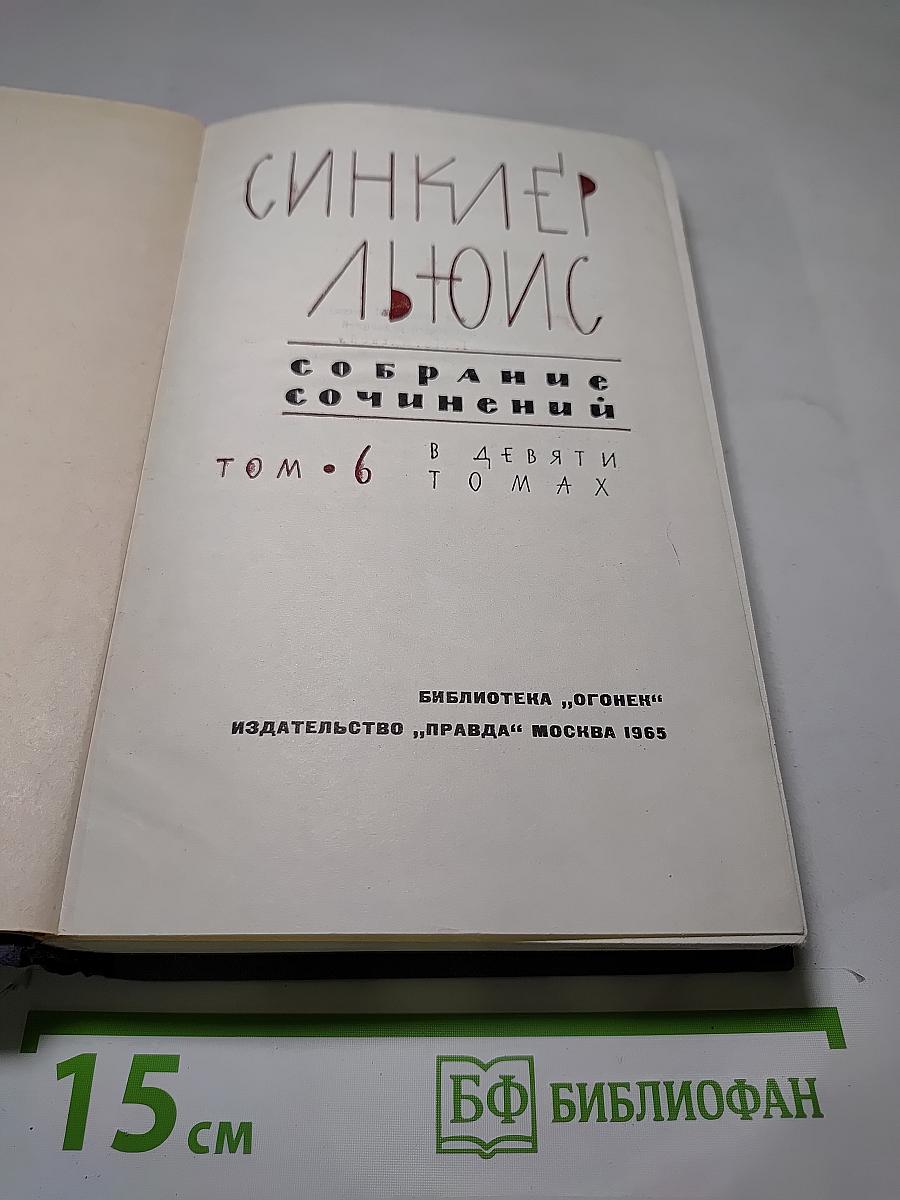 СИНКЛЕР
ЛЬЮИС
СОБРАНИЕ
СОЧИНЕНИЙ
ТОМ • 6
В ДЕВЯТИ
ТОМАХ
БИБЛИОТЕКА „ОГОНЕК“
ИЗДАТЕЛЬСТВО „ПРАВДА“ МОСКВА 1965
15 см
БФ БИБЛИОФАН